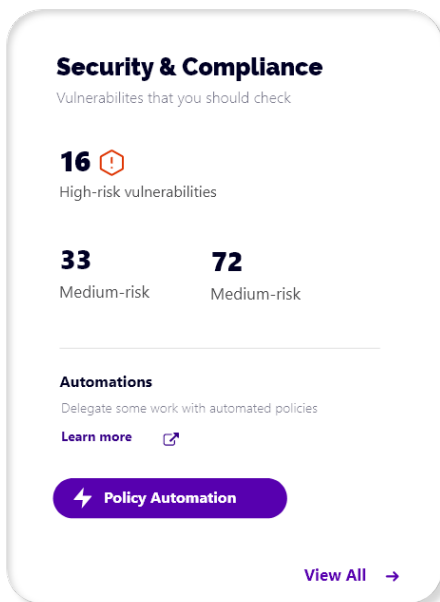 Security & Compliance
Vulnerabilites that you should check
16
High-risk vulnerabilities
33 72
Medium-risk Medium-risk
Automations
Delegate some work with automated policies
Learn more
Policy Automation
View All →